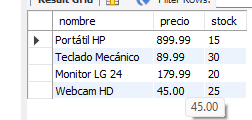 Result Grid Filter Rows:
nombre precio stock
Portátil HP 899.99 15
Teclado Mecánico 89.99 30
Monitor LG 24 179.99 20
Webcam HD 45.00 25
45.00